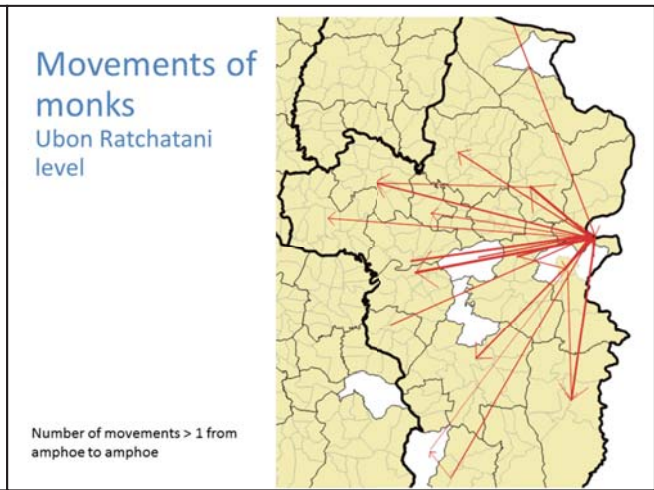 Movements of
monks
Ubon Ratchatani
level
Number of movements > 1 from
amphoe to amphoe